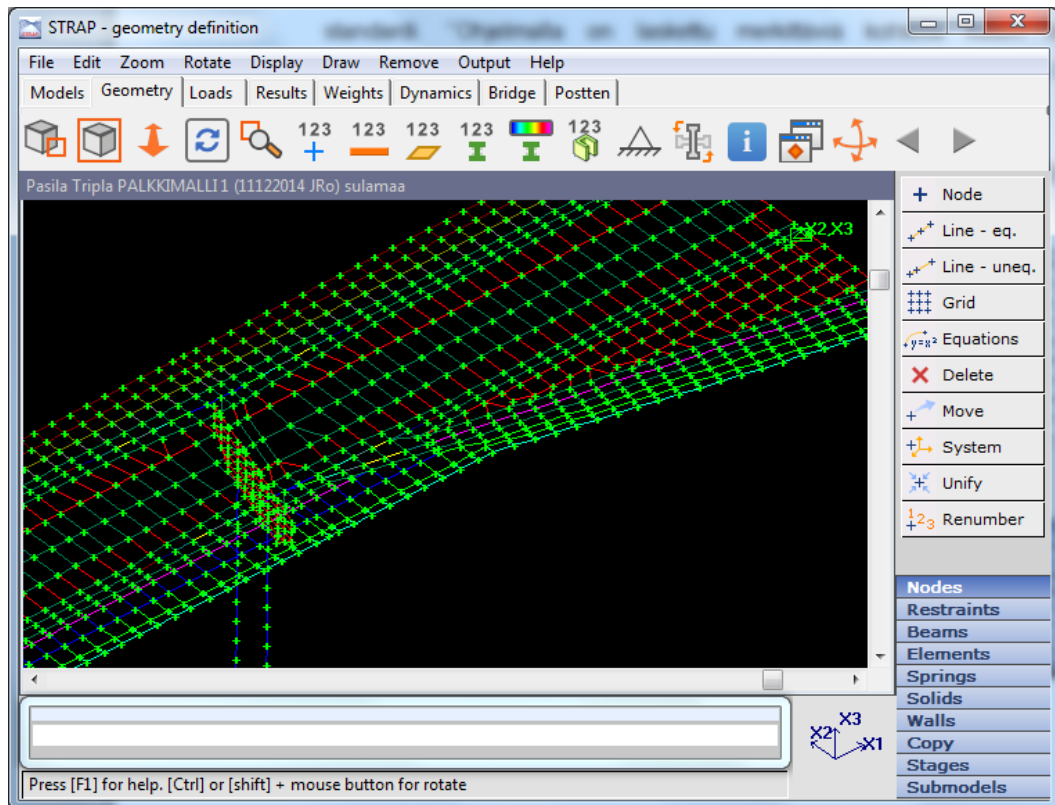 STRAP - geometry definition
File Edit Zoom Rotate Display Draw Remove Output Help
Models Geometry Loads Results Weights Dynamics Bridge Postten
123 123 123 123 123
i
Pasila Tripla PALKKIMALLI 1 (11122014 JRo) sulamaa
X2,X3
Node
Line - eq.
Line - uneq.
Grid
y=x² Equations
Delete
Move
System
Unify
123 Renumber
Nodes
Restraints
Beams
Elements
Springs
Solids
Walls
Copy
Stages
Submodels
X3
X2
X1
Press [F1] for help. [Ctrl] or [shift] + mouse button for rotate